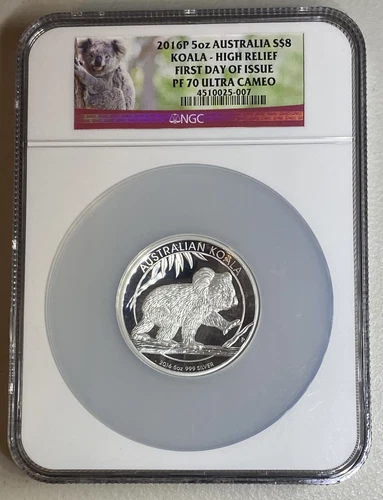 2016P 5oz AUSTRALIA S$8
KOALA - HIGH RELIEF
FIRST DAY OF ISSUE
PF 70 ULTRA CAMEO
4510025-007
NGC
AUSTRALIAN KOALA
2016 5oz 999 SILVER